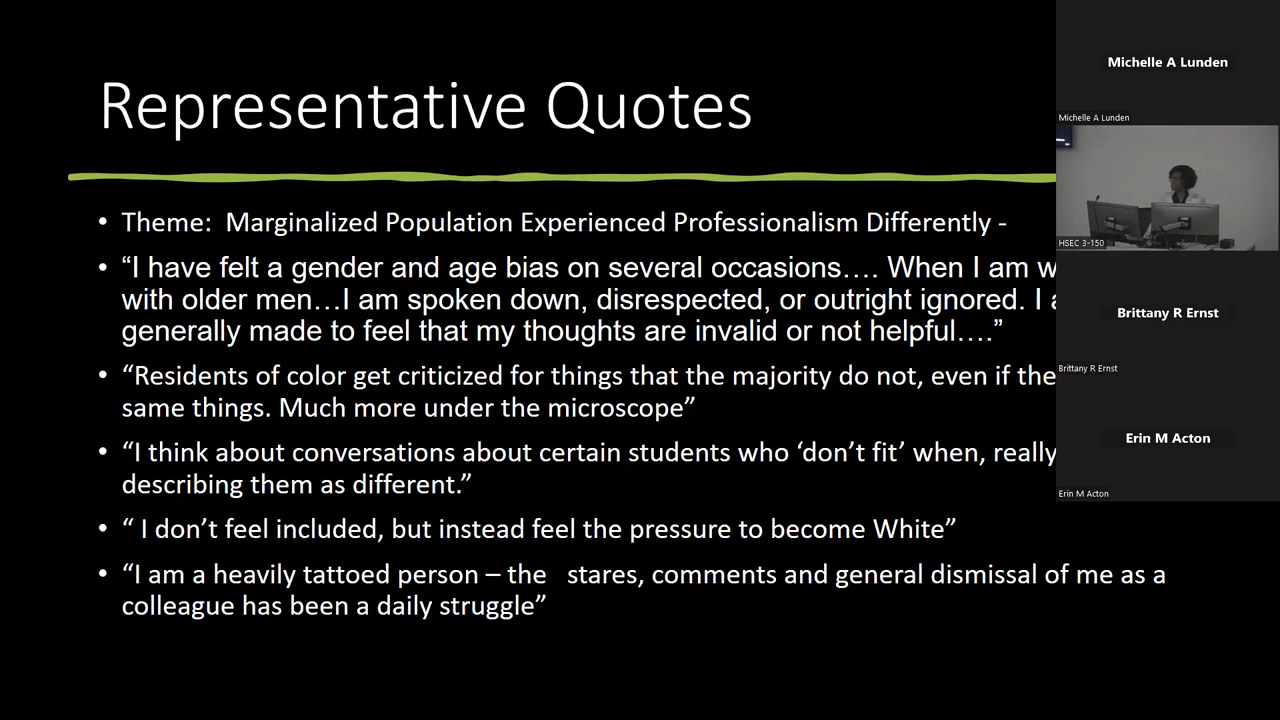 Representative Quotes
• Theme:  Marginalized Population Experienced Professionalism Differently -
• “I have felt a gender and age bias on several occasions…. When I am
with older men…I am spoken down, disrespected, or outright ignored. I
generally made to feel that my thoughts are invalid or not helpful….”
• “Residents of color get criticized for things that the majority do not, even if
same things. Much more under the microscope”
• “I think about conversations about certain students who ‘don’t fit’ when, really
describing them as different.”
• “ I don’t feel included, but instead feel the pressure to become White”
• “I am a heavily tattoed person – the   stares, comments and general dismissal of me as a
colleague has been a daily struggle”
Michelle A Lunden
Michelle A Lunden
HSEC 3-150
Brittany R Ernst
Brittany R Ernst
Erin M Acton
Erin M Acton